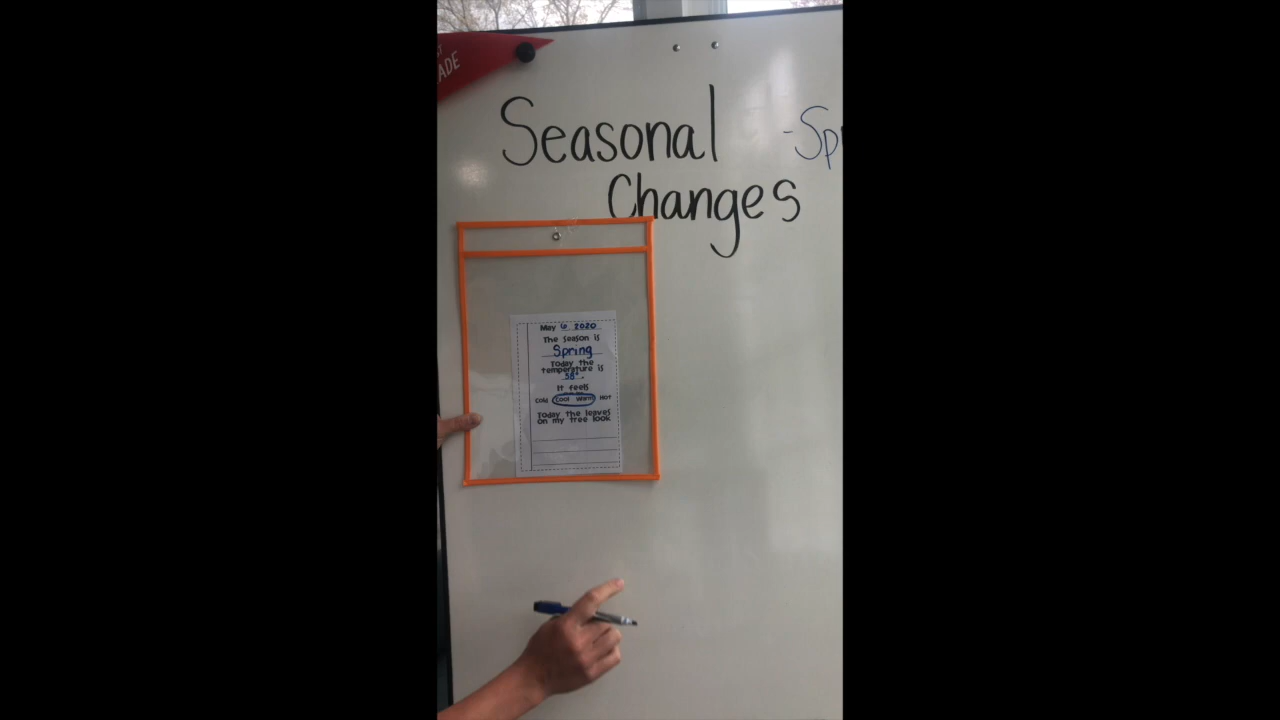 ADE
Seasonal
Changes
-Sp
May 6 2020
The season is
Spring
Today the
temperature is
58°
It feels
Cold Cool Warm Hot
Today the leaves
on my tree look